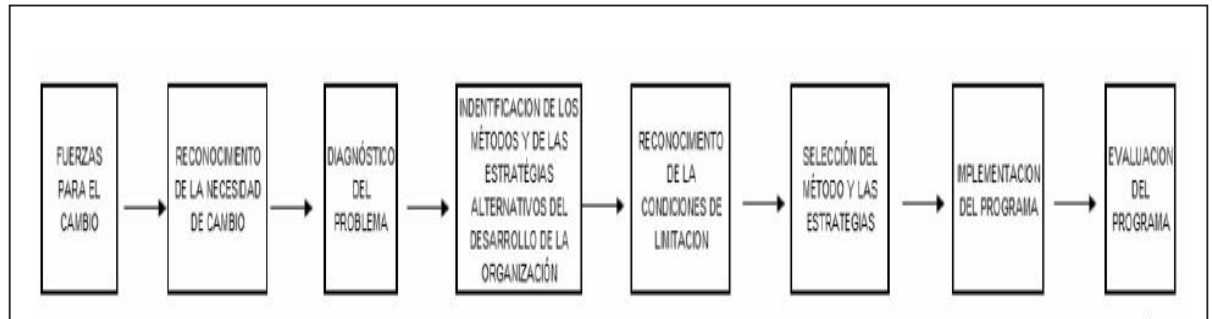 FUERZAS
PARA EL
CAMBIO
RECONOCIMIENTO
DE LA NECESIDAD
DE CAMBIO
DIAGNÓSTICO
DEL
PROBLEMA
INDENTIFICACION DE LOS
MÉTODOS Y DE LAS
ESTRATÉGIAS
ALTERNATIVOS DEL
DESARROLLO DE LA
ORGANIZACIÓN
RECONOCIMIENTO
DE LA
CONDICIONES DE
LIMITACION
SELECCIÓN DEL
MÉTODO Y LAS
ESTRATEGIAS
IMPLEMENTACION
DEL PROGRAMA
EVALUACION
DEL
PROGRAMA